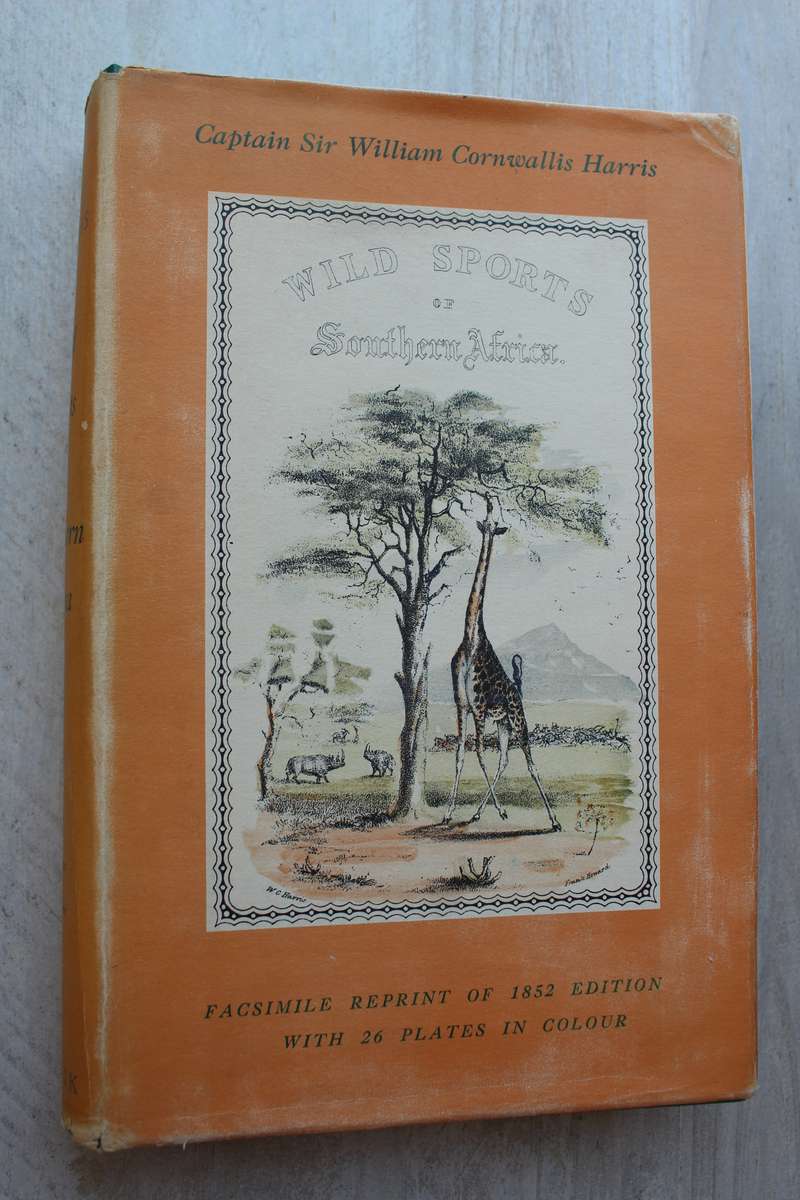 Captain Sir William Cornwallis Harris
WILD SPORTS
OF
Southern Africa.
W C Harris
FACSIMILE REPRINT OF 1852 EDITION
WITH 26 PLATES IN COLOUR